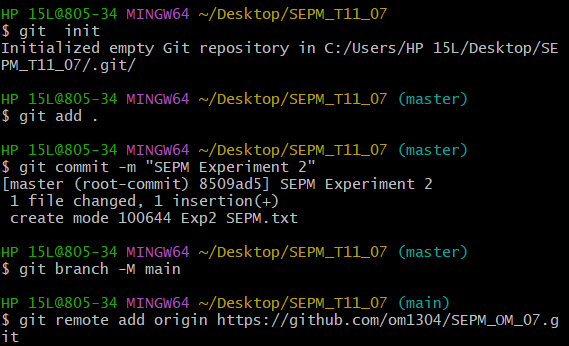 HP 15L@805-34 MINGW64 ~/Desktop/SEPM_T11_07
$ git  init
Initialized empty Git repository in C:/Users/HP 15L/Desktop/SE
PM_T11_07/.git/
HP 15L@805-34 MINGW64 ~/Desktop/SEPM_T11_07 (master)
$ git add .
HP 15L@805-34 MINGW64 ~/Desktop/SEPM_T11_07 (master)
$ git commit -m "SEPM Experiment 2"
[master (root-commit) 8509ad5] SEPM Experiment 2
 1 file changed, 1 insertion(+)
 create mode 100644 Exp2 SEPM.txt
HP 15L@805-34 MINGW64 ~/Desktop/SEPM_T11_07 (master)
$ git branch -M main
HP 15L@805-34 MINGW64 ~/Desktop/SEPM_T11_07 (main)
$ git remote add origin https://github.com/om1304/SEPM_OM_07.g
it